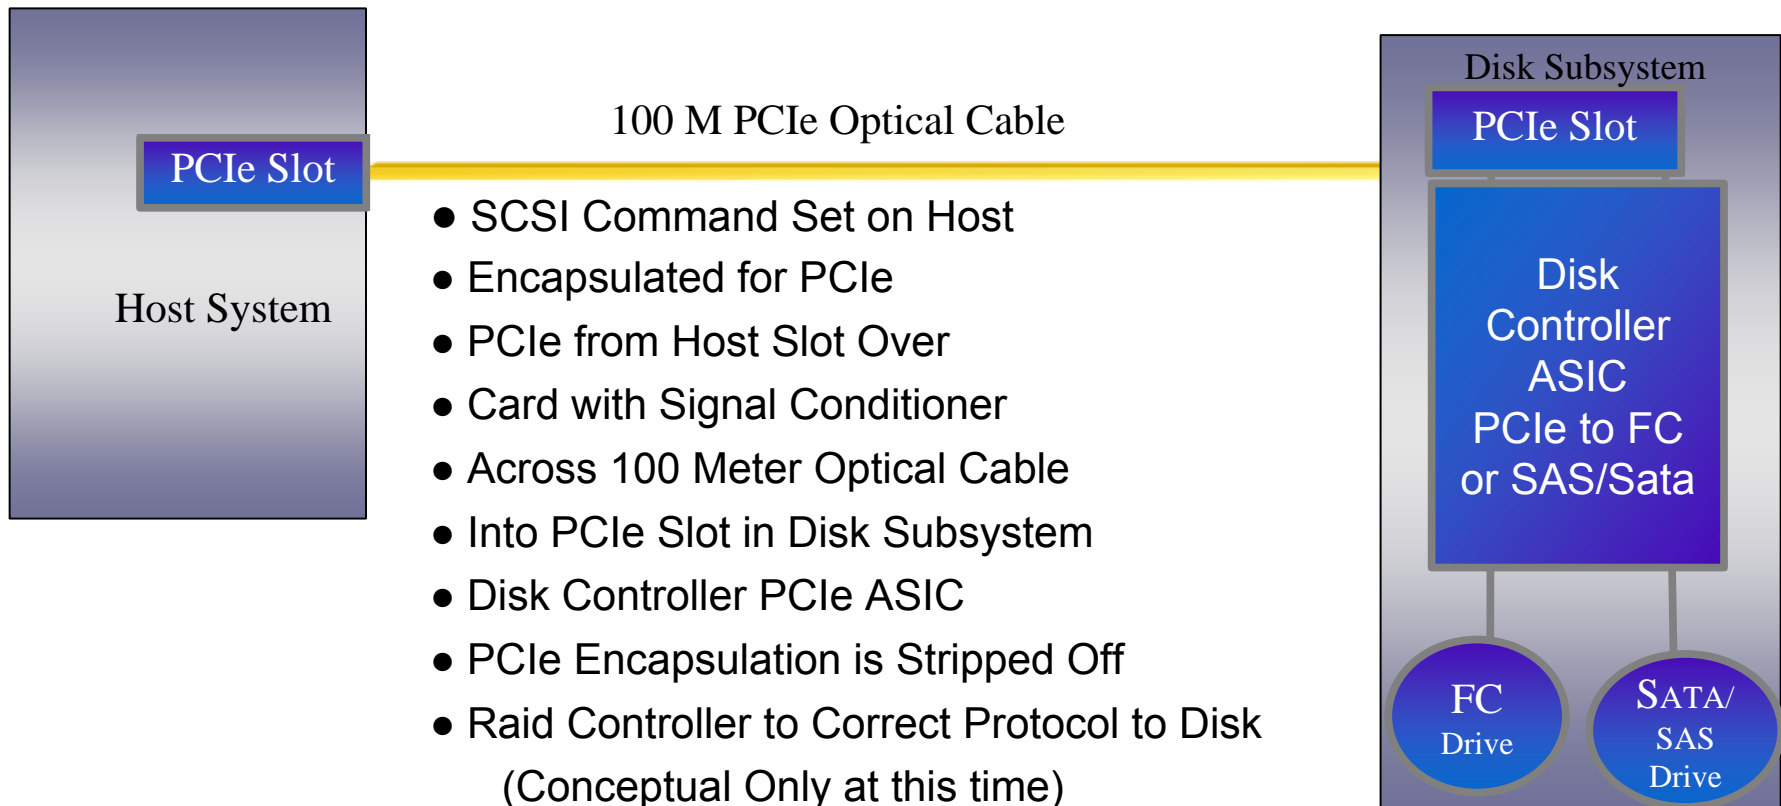 PCIe Slot
Host System
100 M PCIe Optical Cable
● SCSI Command Set on Host
● Encapsulated for PCIe
● PCIe from Host Slot Over
● Card with Signal Conditioner
● Across 100 Meter Optical Cable
● Into PCIe Slot in Disk Subsystem
● Disk Controller PCIe ASIC
● PCIe Encapsulation is Stripped Off
● Raid Controller to Correct Protocol to Disk
(Conceptual Only at this time)
Disk Subsystem
PCIe Slot
Disk
Controller
ASIC
PCIe to FC
or SAS/Sata
FC
Drive
SATA/
SAS
Drive